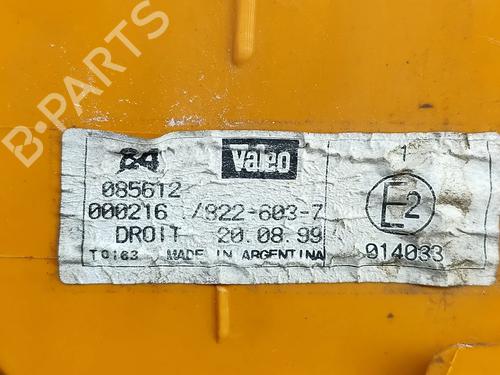 B-PARTS
84 Valeo 1
085612
000216 /822-603-7 E2
DROIT 20.08.99
T0163 MADE IN ARGENTINA 014033